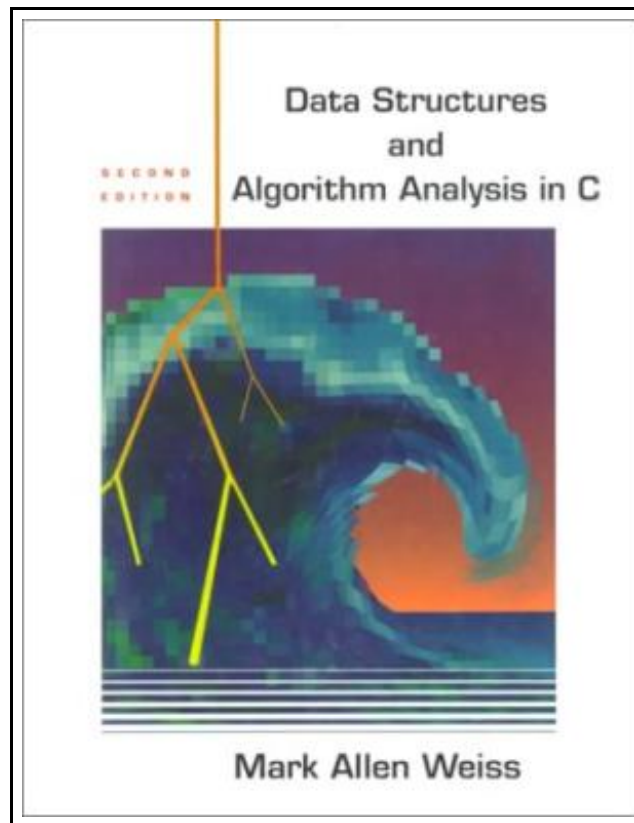 Data Structures
and
Algorithm Analysis in C
SECOND
EDITION
Mark Allen Weiss